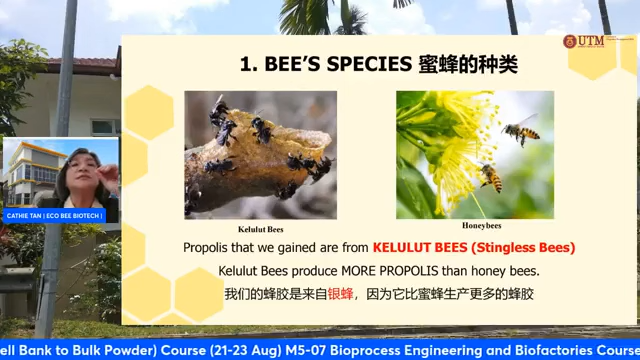 UTM
1. BEE'S SPECIES 蜜蜂的种类
Kelulut Bees
Honeybees
Propolis that we gained are from KELULUT BEES (Stingless Bees)
Kelulut Bees produce MORE PROPOLIS than honey bees.
我们的蜂胶是来自银蜂，因为它比蜜蜂生产更多的蜂胶
CATHIE TAN | ECO BEE BIOTECH |
ell Bank to Bulk Powder) Course (21-23 Aug) M5-07 Bioprocess Engineering and Biofactories Course